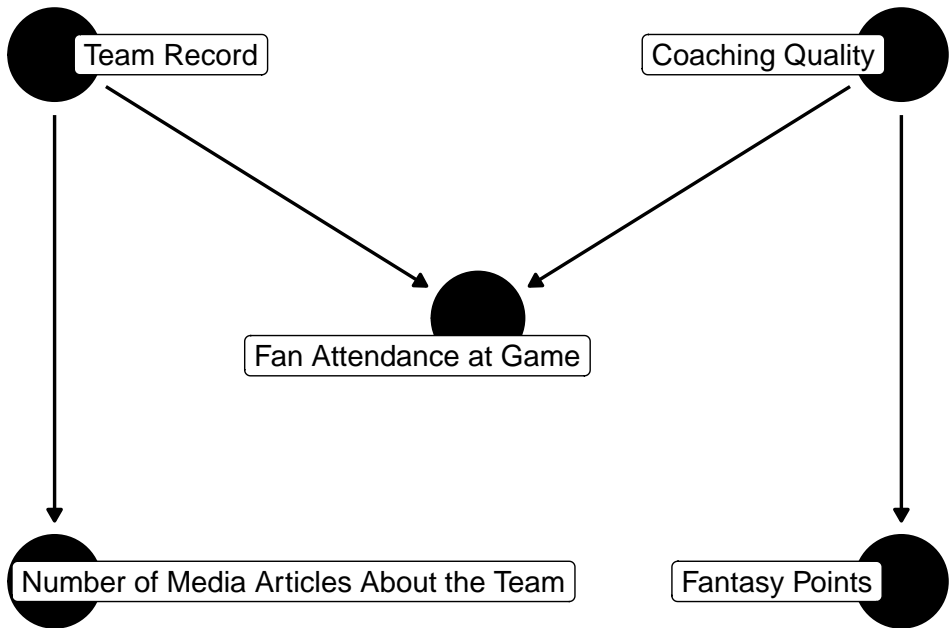 Team Record
Coaching Quality
Fan Attendance at Game
Number of Media Articles About the Team
Fantasy Points